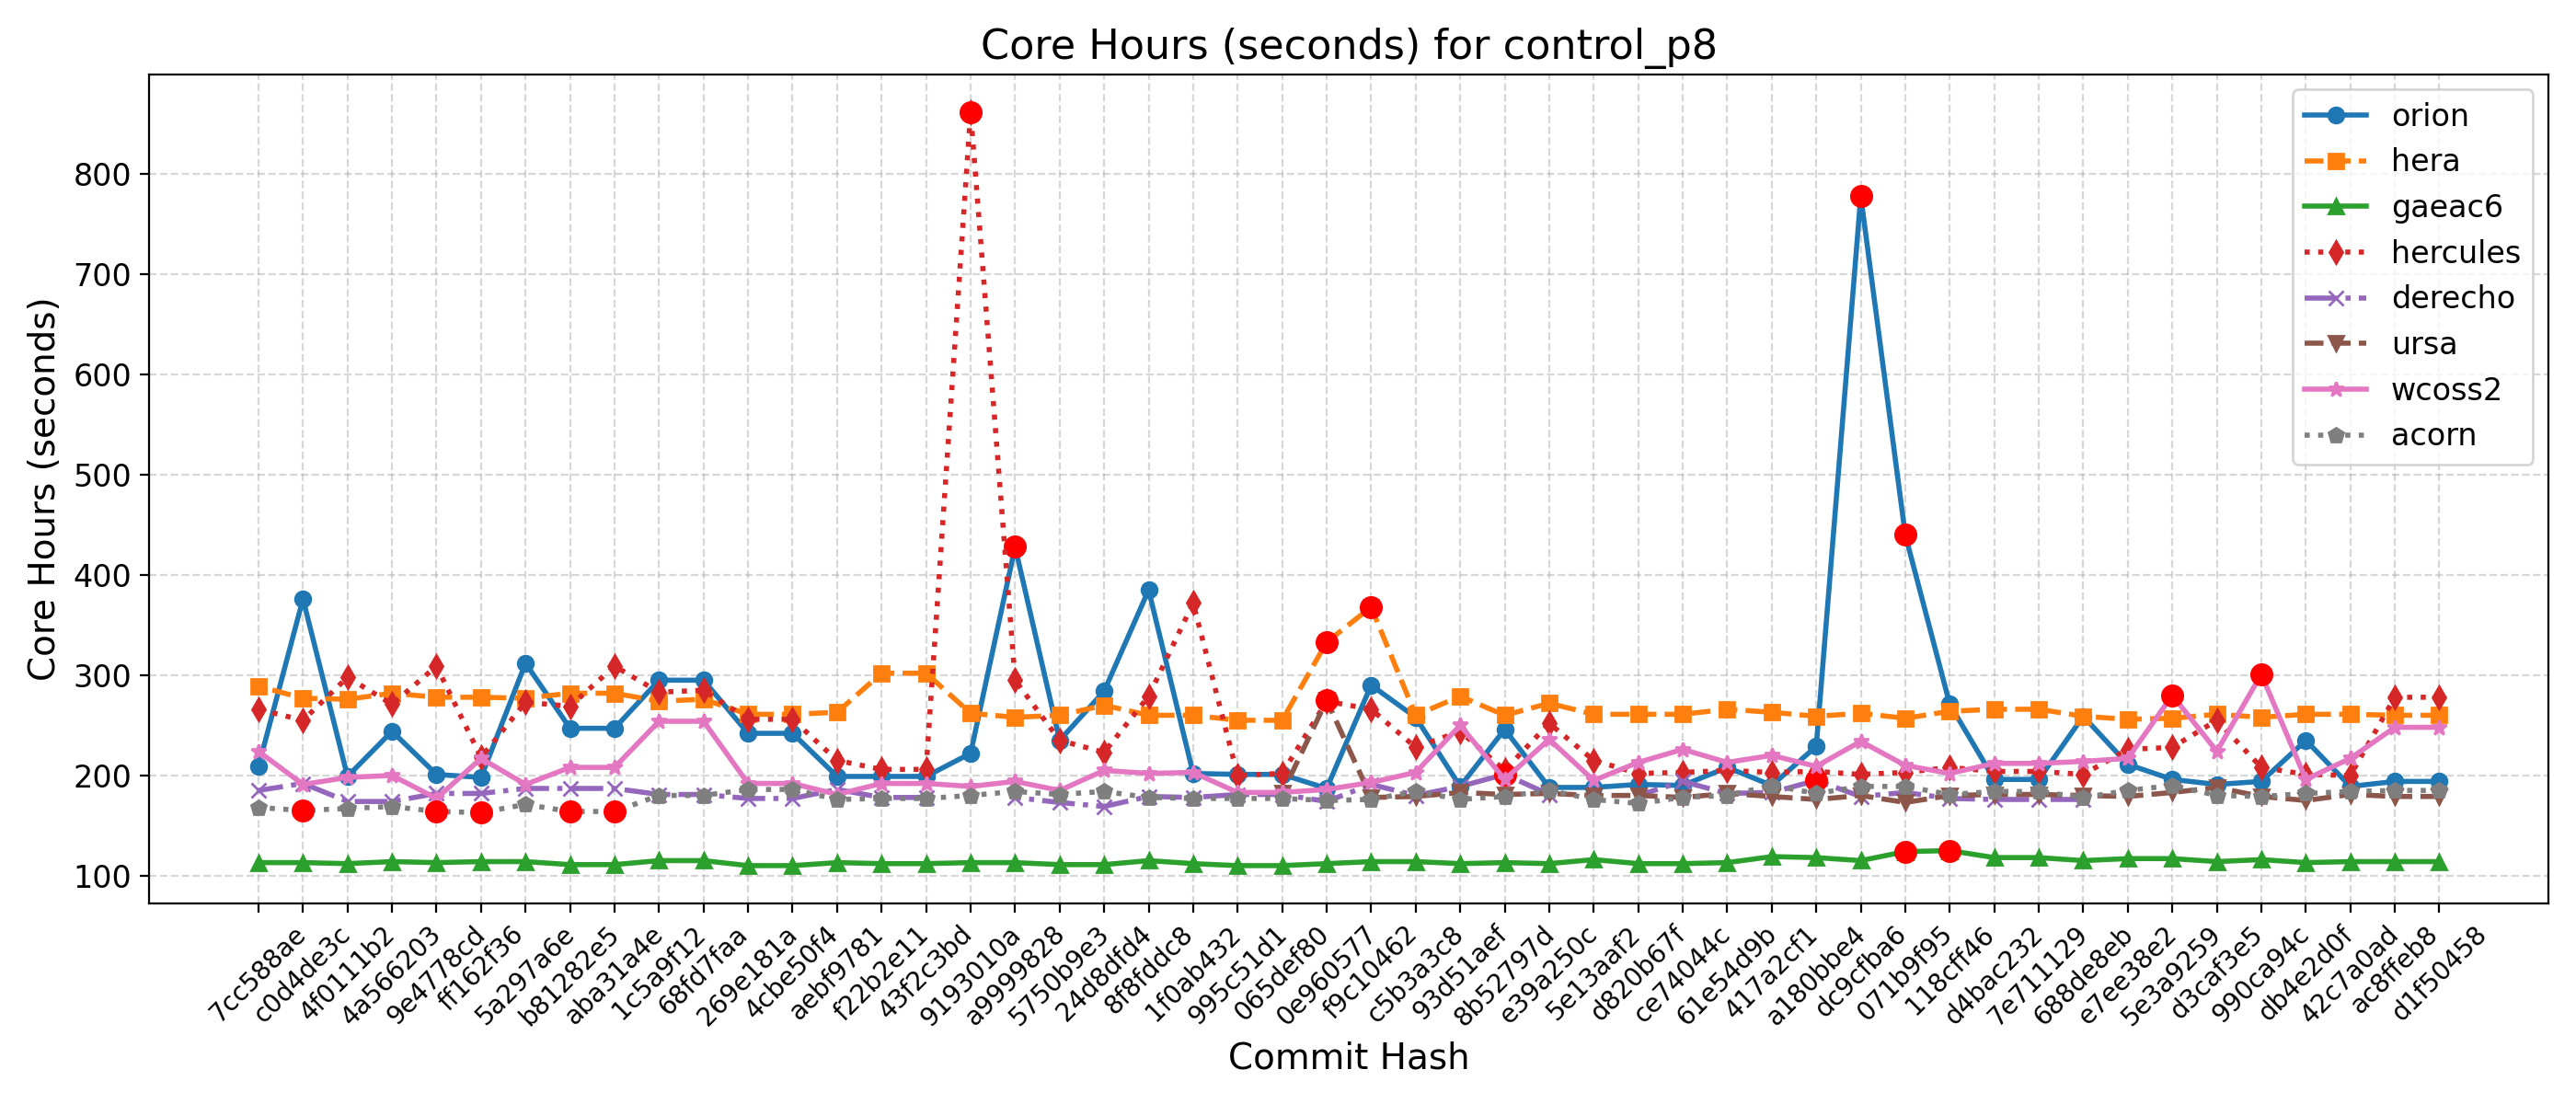 Core Hours (seconds) for control_p8
Core Hours (seconds)
800
700
600
500
400
300
200
100
orion
hera
gaeac6
hercules
derecho
ursa
wcoss2
acorn
7cc588ae
c0d4de3c
4f0111b2
4a566203
9e4778cd
ff162f36
5a297a6e
b81282e5
aba31a4e
1c5a9f12
68fd7faa
269e181a
4cbe50f4
aebf9781
f22b2e11
43f2c3bd
9193010a
a9999828
5750b9e3
24d8dfd4
8f8fddc8
1f0ab432
995c51d1
065def80
0e960577
f9c10462
c5b3a3c8
93d51aef
8b52797d
e39a250c
5e13aaf2
d820b67f
ce74044c
61e54d9b
417a2cf1
a180bbe4
dc9cfba6
071b9f95
118cff46
d4bac232
7e711129
688de8eb
e7ee38e2
5e3a9259
d3caf3e5
990ca94c
db4e2d0f
42c7a0ad
ac8ffeb8
d1f50458
Commit Hash